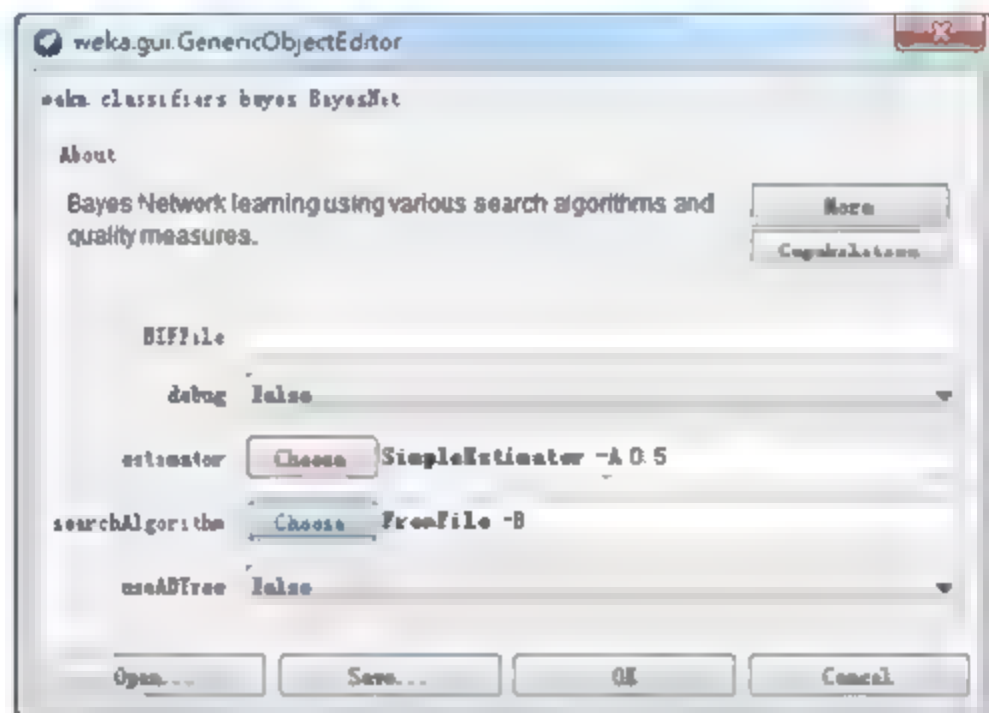 weka.gui.GenericObjectEditor
weka classifiers bayes BayesNet
About
Bayes Network learning using various search algorithms and
quality measures.
More
Capabilities
BIFFile
debug False
estimator Choose SimpleEstimator -A 0.5
searchAlgorithm Choose FromFile -B
useADTree False
Open... Save... OK Cancel